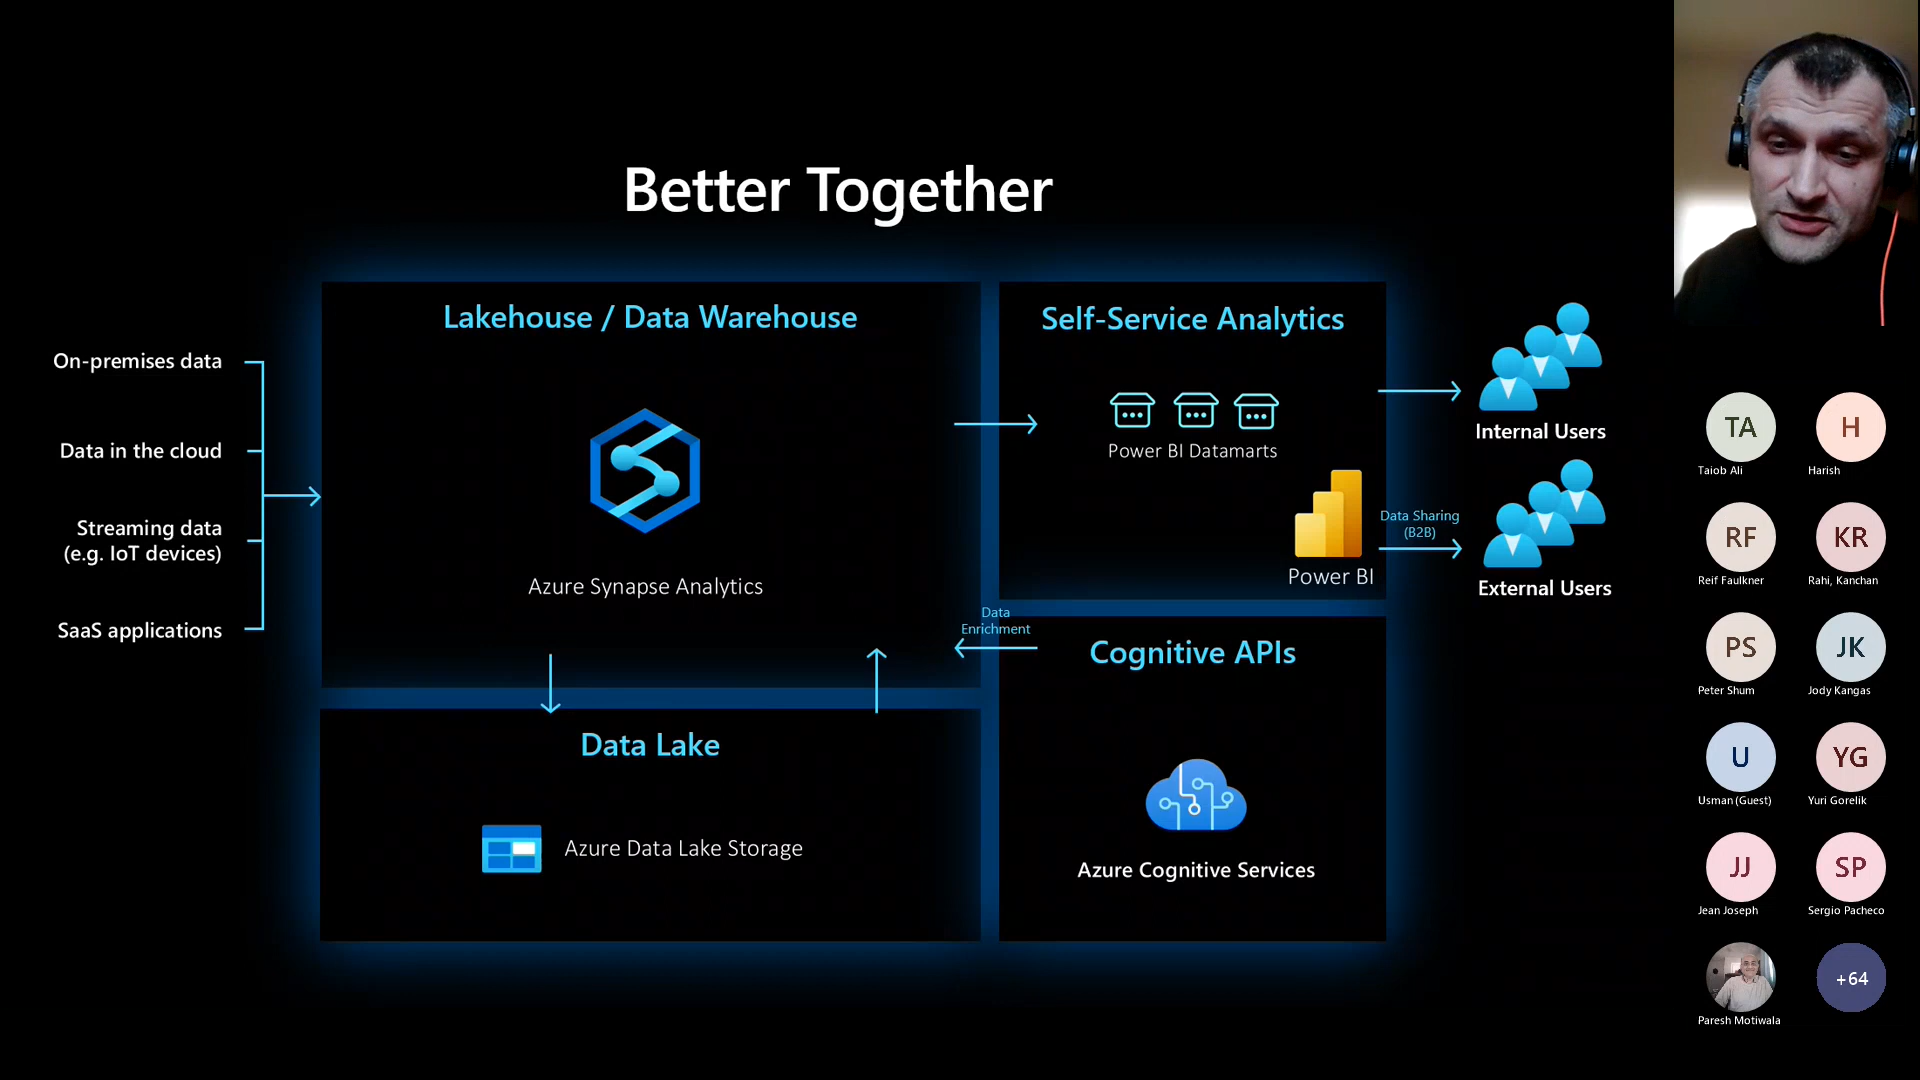 Better Together
Lakehouse / Data Warehouse
Self-Service Analytics
On-premises data
Data in the cloud
Streaming data
(e.g. IoT devices)
SaaS applications
Azure Synapse Analytics
Power BI Datamarts
Power BI
Internal Users
Data Sharing
(B2B)
External Users
Data
Enrichment
Cognitive APIs
Azure Cognitive Services
Data Lake
Azure Data Lake Storage
TA
Taiob Ali
H
Harish
RF
Reif Faulkner
KR
Rahi, Kanchan
PS
Peter Shum
JK
Jody Kangas
U
Usman (Guest)
YG
Yuri Gorelik
JJ
Jean Joseph
SP
Sergio Pacheco
Paresh Motiwala
+64